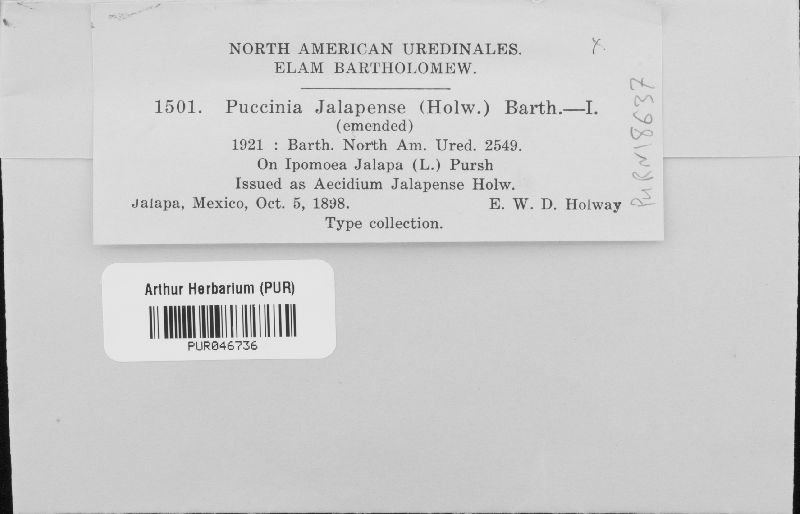 NORTH AMERICAN UREDINALES.
ELAM BARTHOLOMEW.
1501. Puccinia Jalapense (Holw.) Barth.—I.
(emended)
1921 : Barth. North Am. Ured. 2549.
On Ipomoea Jalapa (L.) Pursh
Issued as Aecidium Jalapense Holw.
Jalapa, Mexico, Oct. 5, 1898. E. W. D. Holway
Type collection.
PURN18637
Arthur Herbarium (PUR)
PUR046736